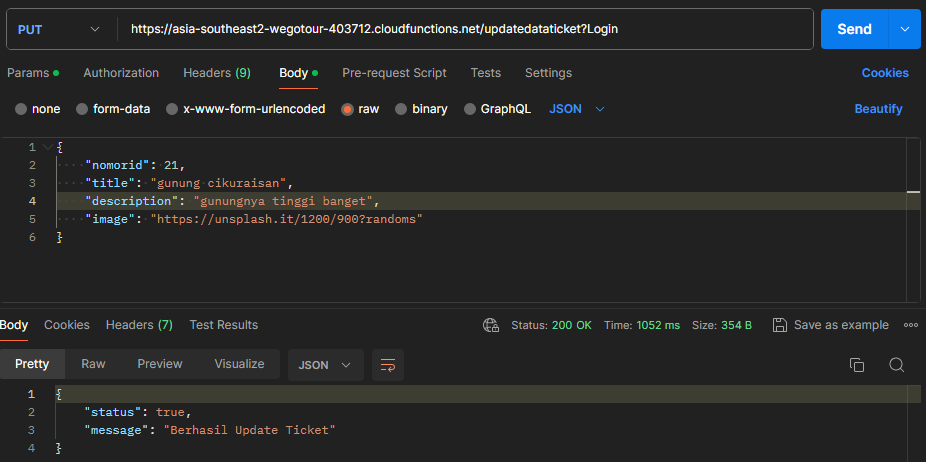 PUT https://asia-southeast2-wegotour-403712.cloudfunctions.net/updatedataticket?Login Send
Params Authorization Headers (9) Body Pre-request Script Tests Settings Cookies
none form-data x-www-form-urlencoded raw binary GraphQL JSON Beautify
1 {
2 "nomorid": 21,
3 "title": "gunung cikuraisan",
4 "description": "gunungnya tinggi banget",
5 "image": "https://unsplash.it/1200/900?randoms"
6 }
Body Cookies Headers (7) Test Results Status: 200 OK Time: 1052 ms Size: 354 B Save as example
Pretty Raw Preview Visualize JSON
1 {
2 "status": true,
3 "message": "Berhasil Update Ticket"
4 }